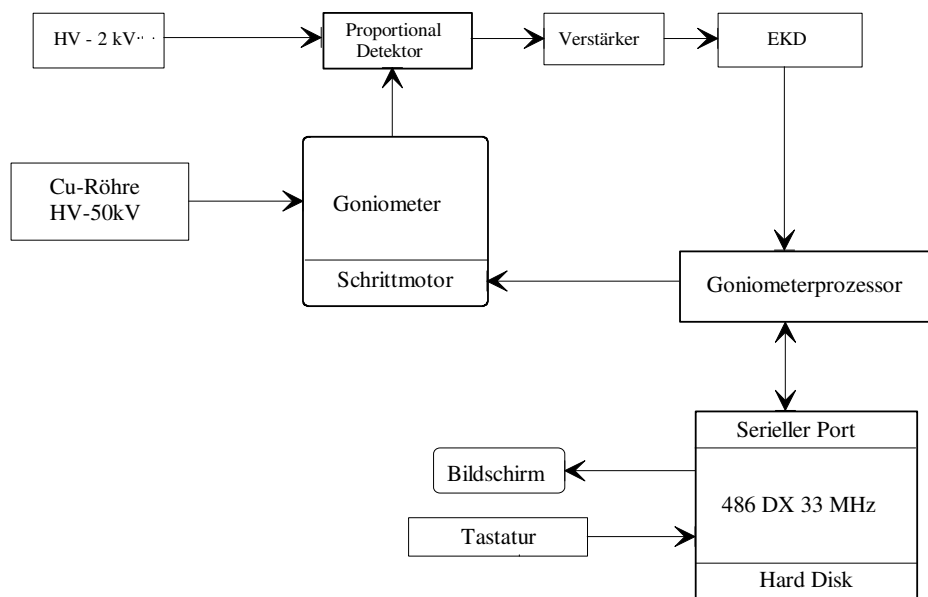 HV - 2 kV
Proportional
Detektor
Verstärker
EKD
Cu-Röhre
HV-50kV
Goniometer
Schrittmotor
Goniometerprozessor
Serieller Port
Bildschirm
486 DX 33 MHz
Tastatur
Hard Disk